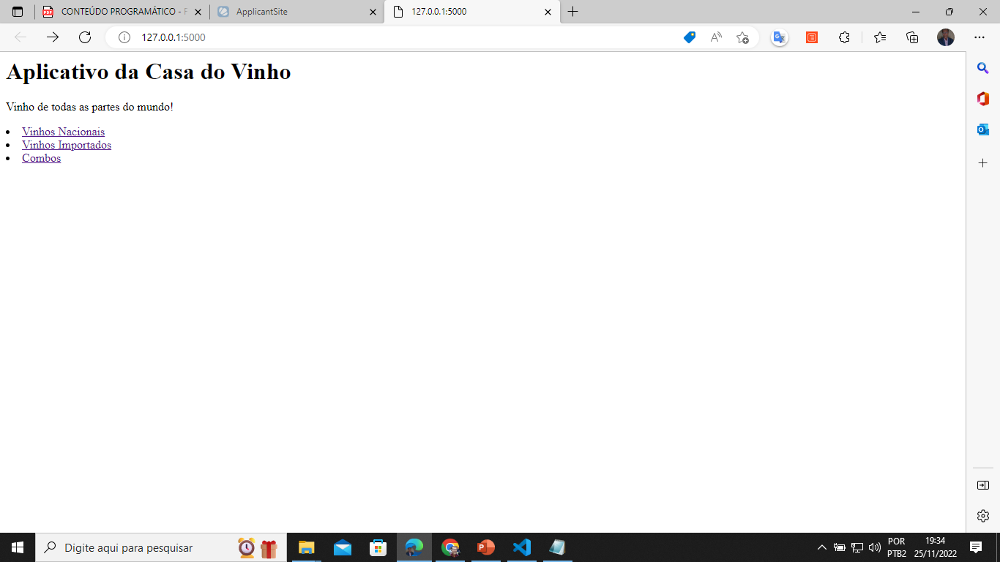 CONTEÚDO PROGRAMÁTICO - F
ApplicantSite
127.0.0.1:5000
127.0.0.1:5000
Aplicativo da Casa do Vinho
Vinho de todas as partes do mundo!
Vinhos Nacionais
Vinhos Importados
Combos
Digite aqui para pesquisar
POR
PTB2
19:34
25/11/2022